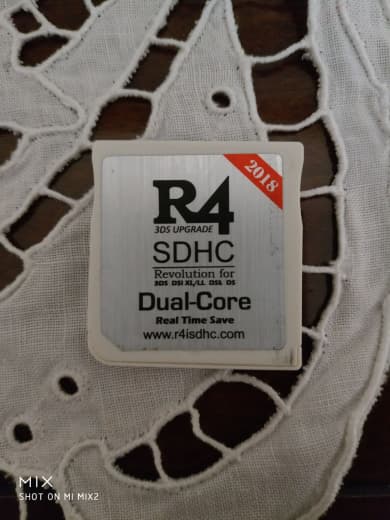 2018
R4
3DS UPGRADE
SDHC
Revolution for
3DS DSI XL/LL DSL DS
Dual-Core
Real Time Save
www.r4isdhc.com
MIX
SHOT ON MI MIX2